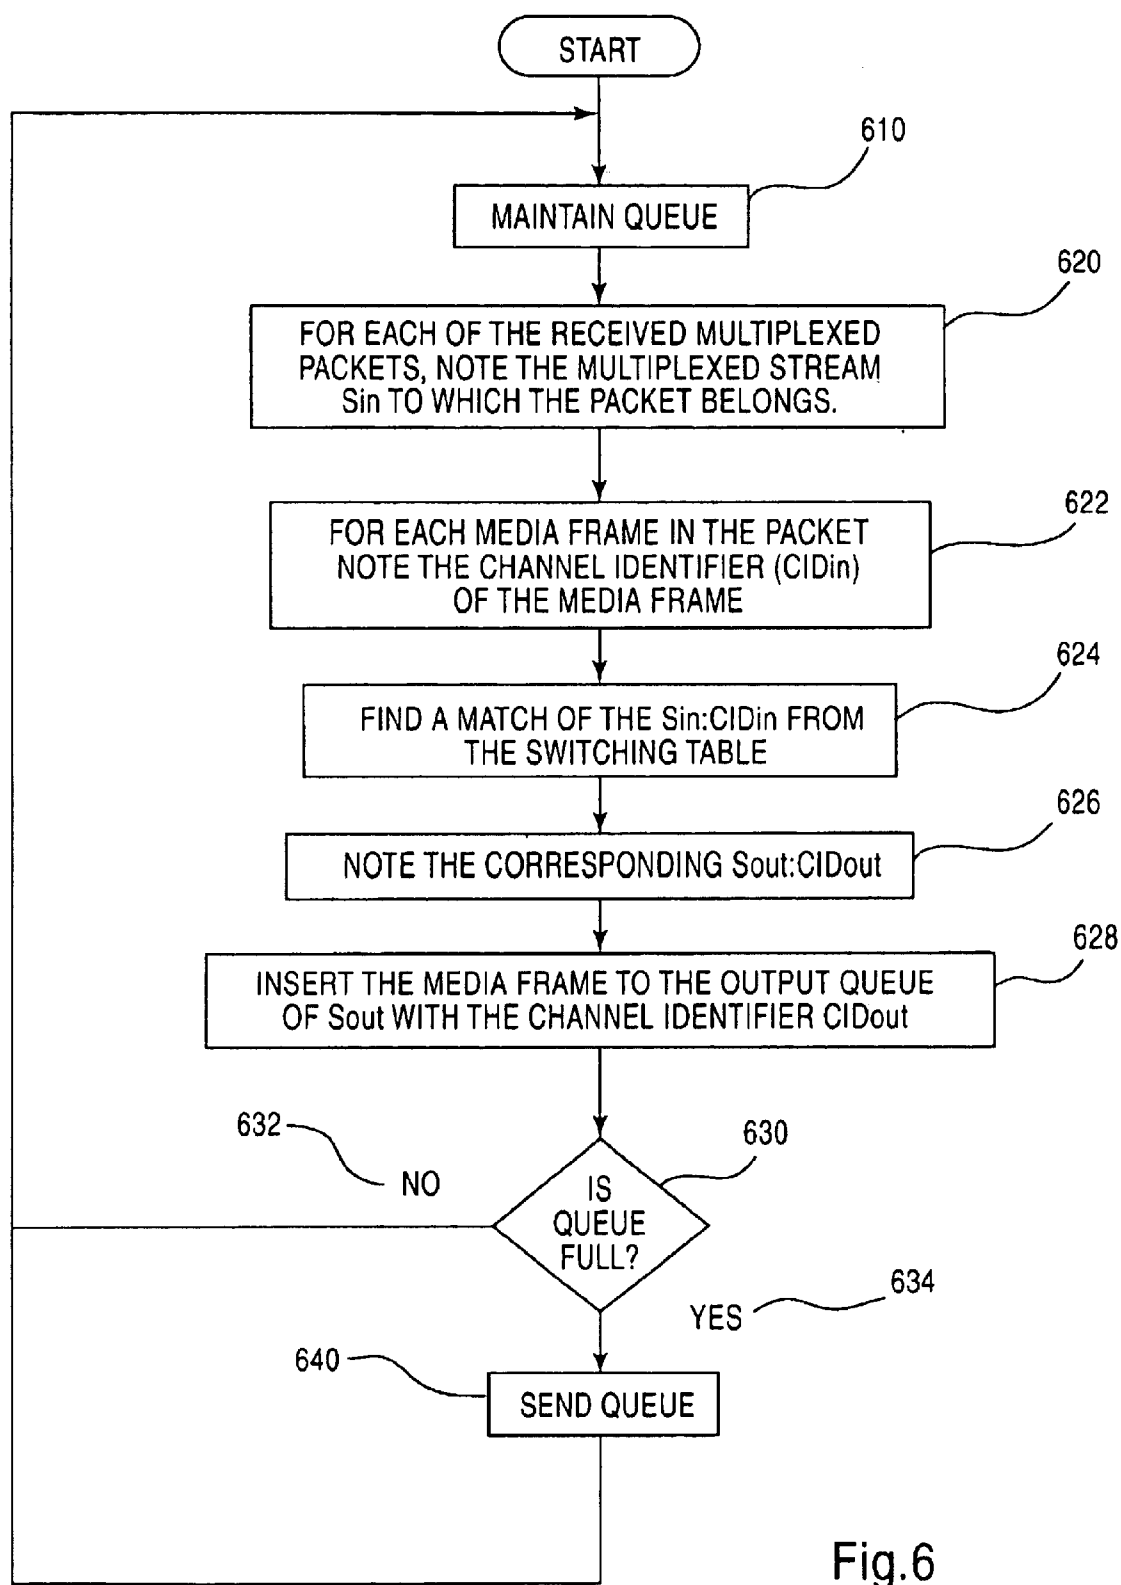 START
610
MAINTAIN QUEUE
620
FOR EACH OF THE RECEIVED MULTIPLEXED
PACKETS, NOTE THE MULTIPLEXED STREAM
Sin TO WHICH THE PACKET BELONGS.
622
FOR EACH MEDIA FRAME IN THE PACKET
NOTE THE CHANNEL IDENTIFIER (CIDin)
OF THE MEDIA FRAME
624
FIND A MATCH OF THE Sin:CIDin FROM
THE SWITCHING TABLE
626
NOTE THE CORRESPONDING Sout:CIDout
628
INSERT THE MEDIA FRAME TO THE OUTPUT QUEUE
OF Sout WITH THE CHANNEL IDENTIFIER CIDout
632
NO
630
IS
QUEUE
FULL?
634
YES
640
SEND QUEUE
Fig.6